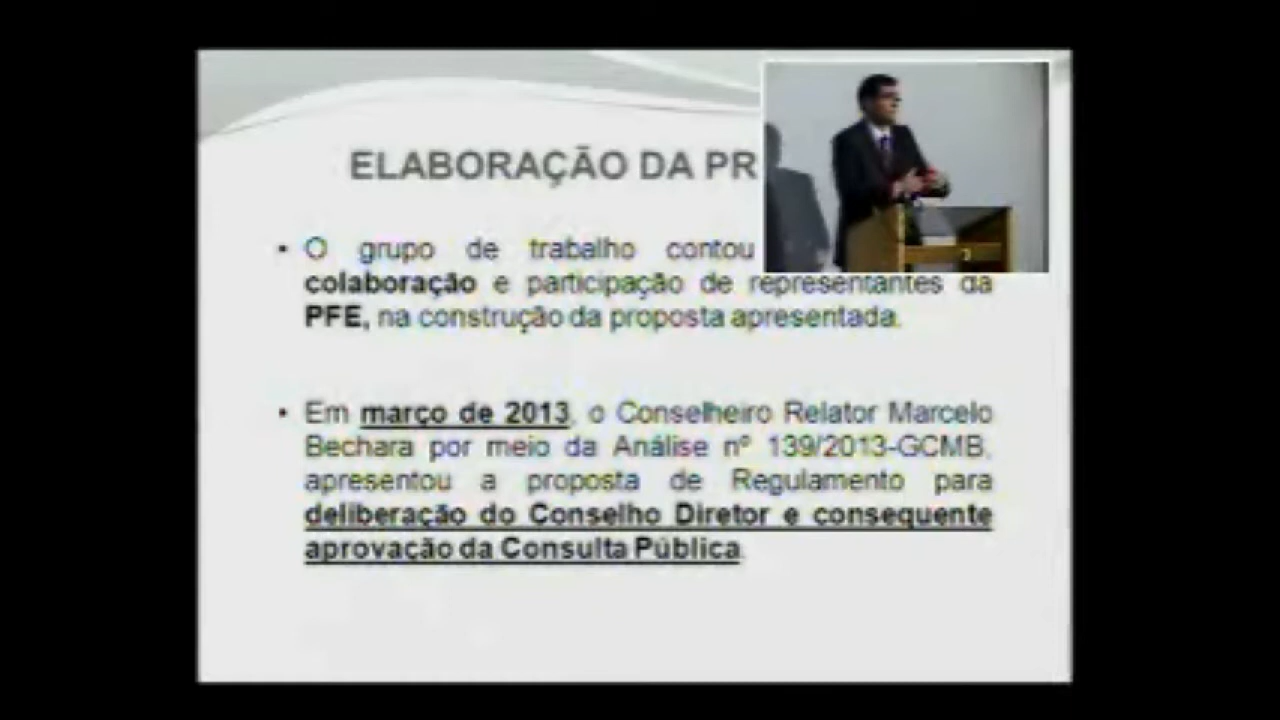 ELABORAÇÃO DA PR
• O grupo de trabalho contou
colaboração e participação de representantes da
PFE, na construção da proposta apresentada.
• Em março de 2013, o Conselheiro Relator Marcelo
Bechara por meio da Análise nº 139/2013-GCMB,
apresentou a proposta de Regulamento para
deliberação do Conselho Diretor e consequente
aprovação da Consulta Pública.